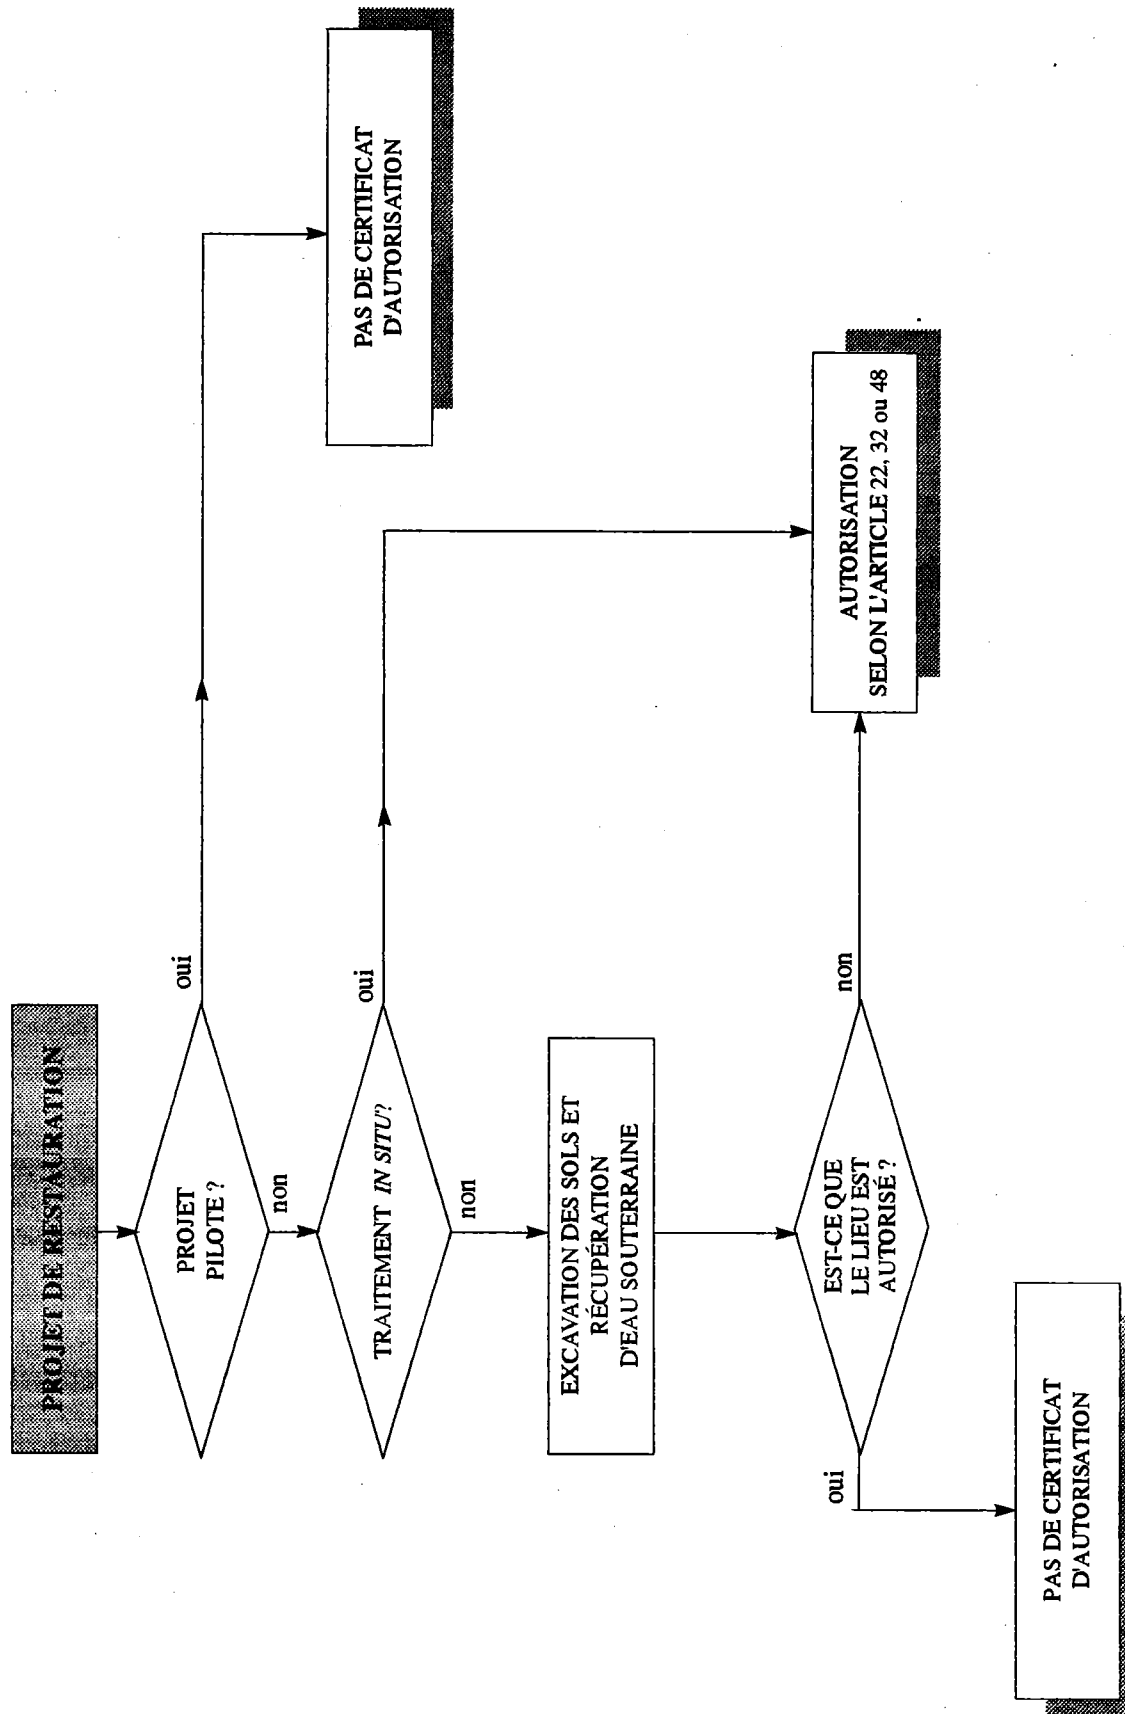 PROJET DE RESTAURATION
PROJET
PILOTE ?
oui
PAS DE CERTIFICAT
D'AUTORISATION
non
TRAITEMENT IN SITU?
oui
non
EXCAVATION DES SOLS ET
RÉCUPÉRATION
D'EAU SOUTERRAINE
EST-CE QUE
LE LIEU EST
AUTORISÉ ?
non
AUTORISATION
SELON L'ARTICLE 22, 32 ou 48
oui
PAS DE CERTIFICAT
D'AUTORISATION